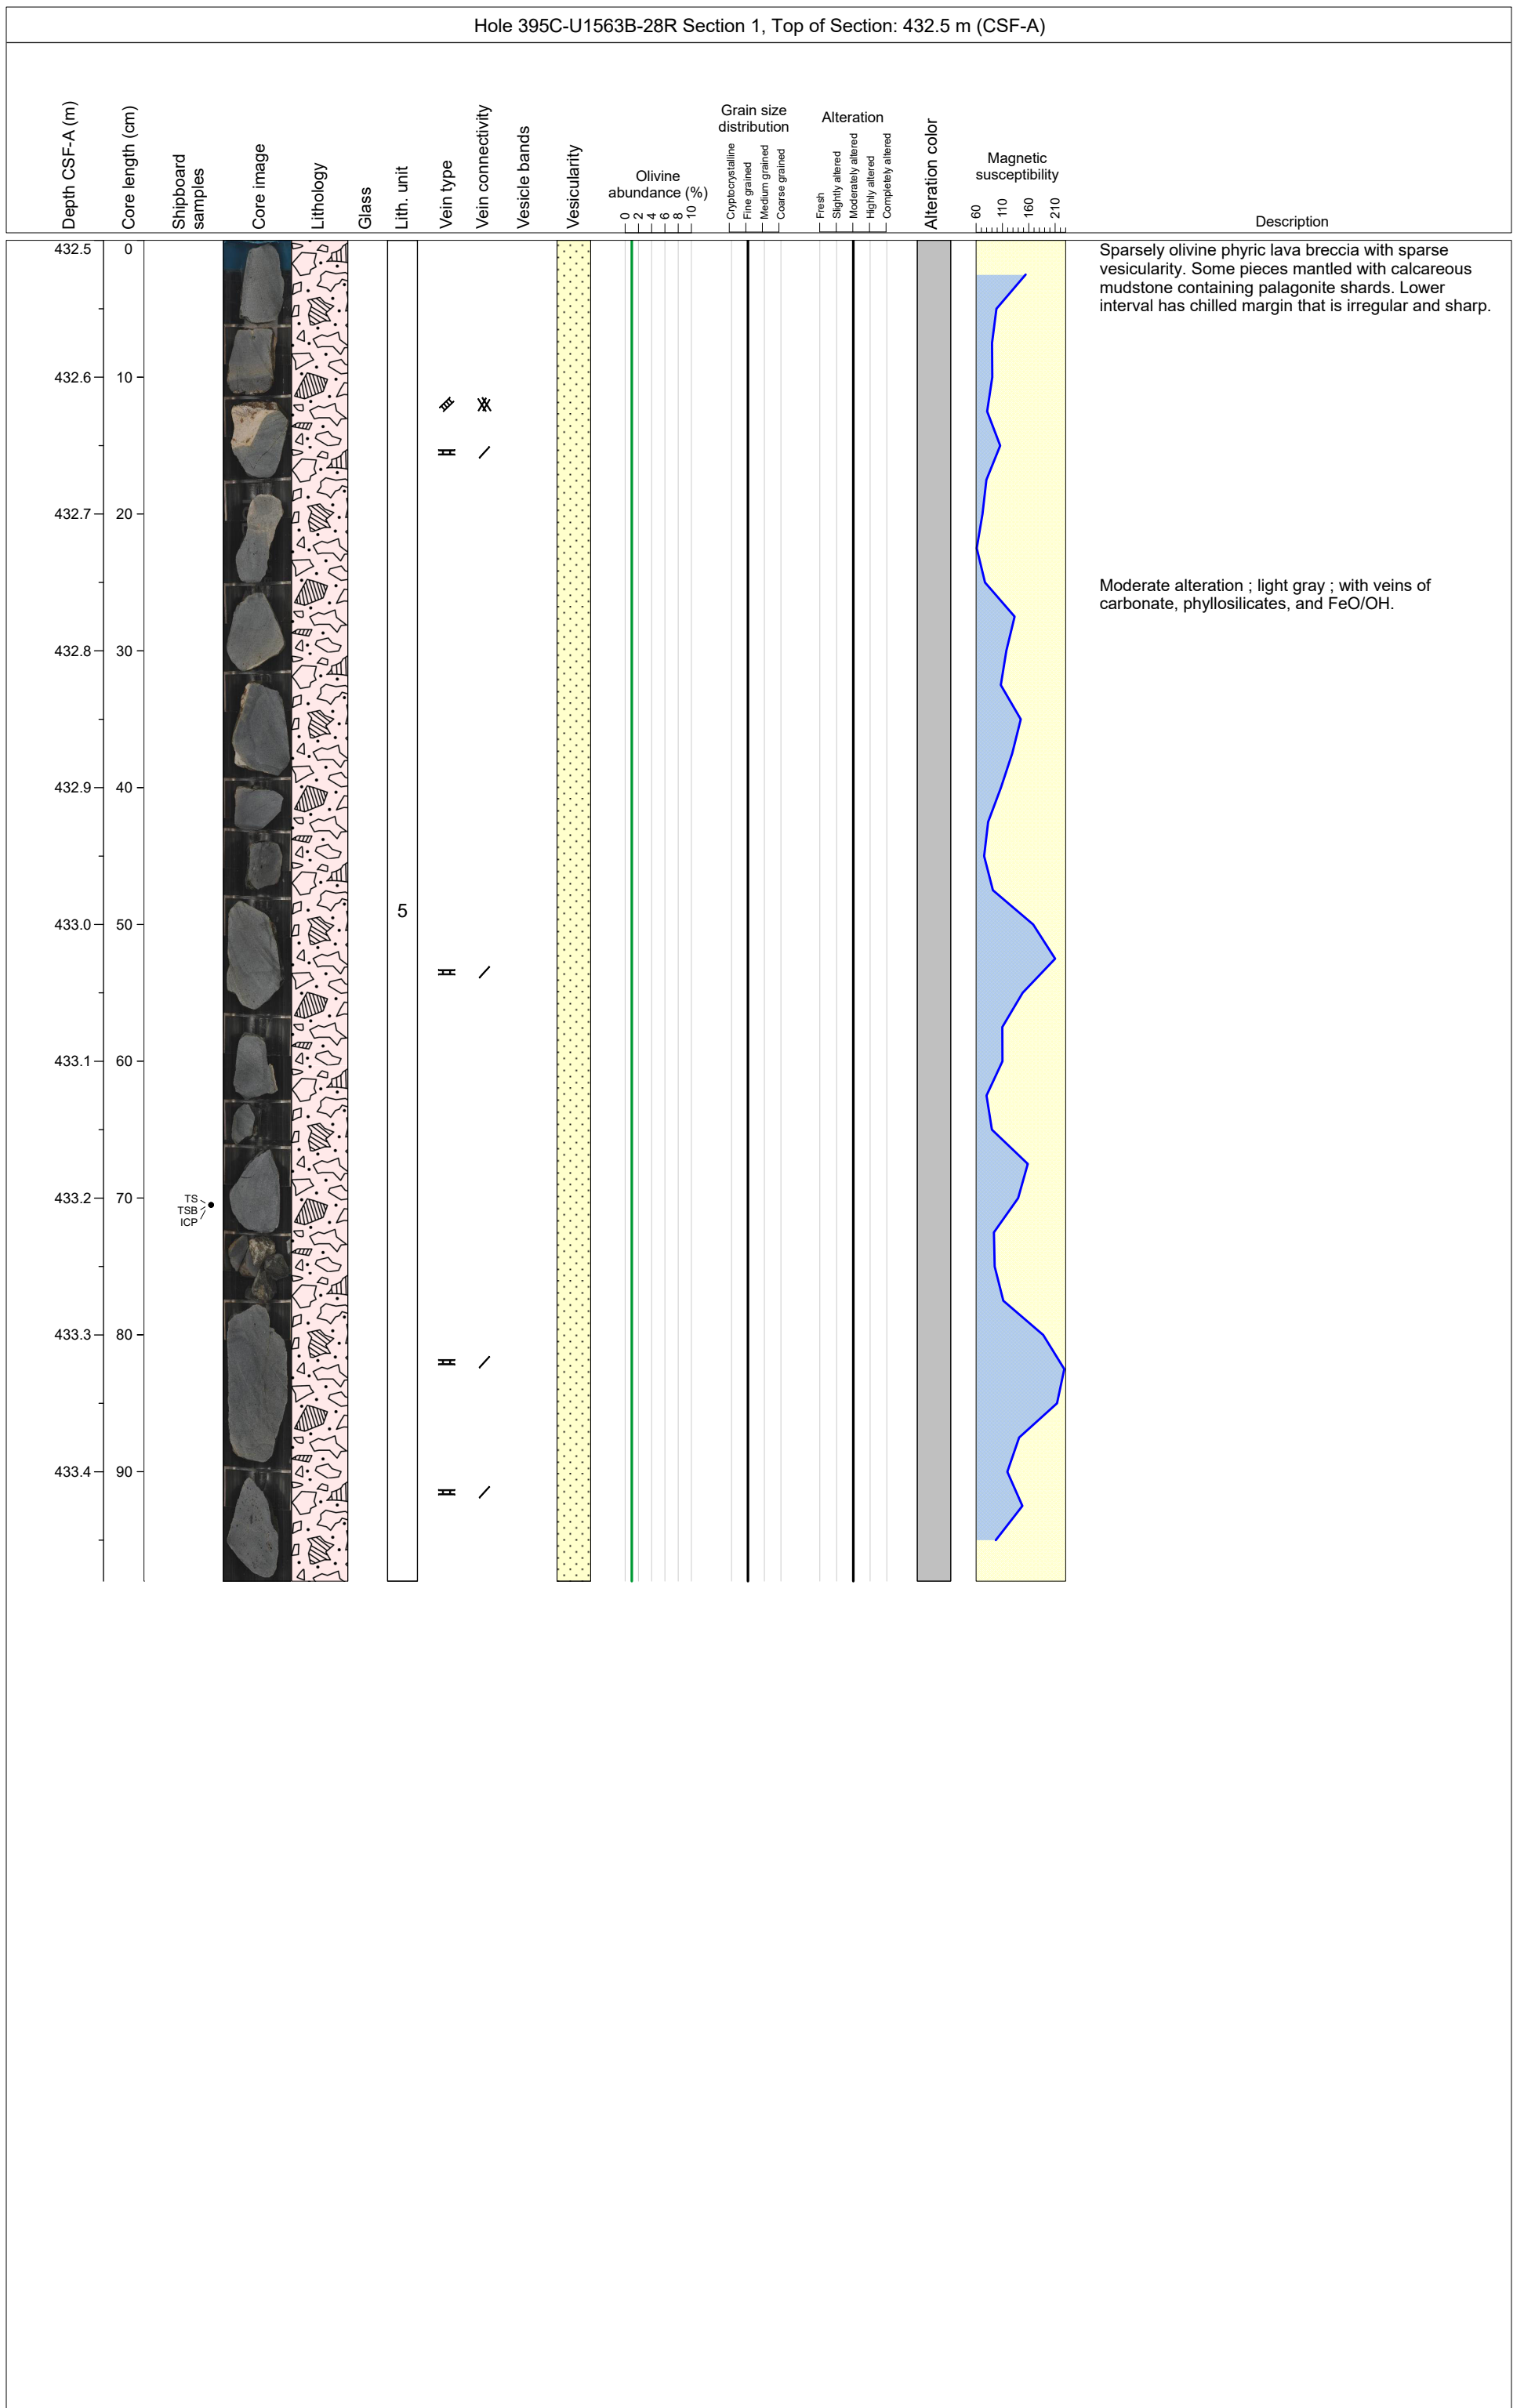 Hole 395C-U1563B-28R Section 1, Top of Section: 432.5 m (CSF-A)
Depth CSF-A (m)
Core length (cm)
Shipboard
samples
Core image
Lithology
Glass
Lith. unit
Vein type
Vein connectivity
Vesicle bands
Vesicularity
Olivine
abundance (%)
0 2 4 6 8 10
Grain size
distribution
Cryptocrystalline
Fine grained
Medium grained
Coarse grained
Alteration
Fresh
Slightly altered
Moderately altered
Highly altered
Completely altered
Alteration color
Magnetic
susceptibility
60 110 160 210
Description
432.5 0
Sparsely olivine phyric lava breccia with sparse
vesicularity. Some pieces mantled with calcareous
mudstone containing palagonite shards. Lower
interval has chilled margin that is irregular and sharp.
432.6 10
432.7 20
Moderate alteration ; light gray ; with veins of
carbonate, phyllosilicates, and FeO/OH.
432.8 30
432.9 40
5
433.0 50
433.1 60
433.2 70
TS
TSB
ICP
433.3 80
433.4 90